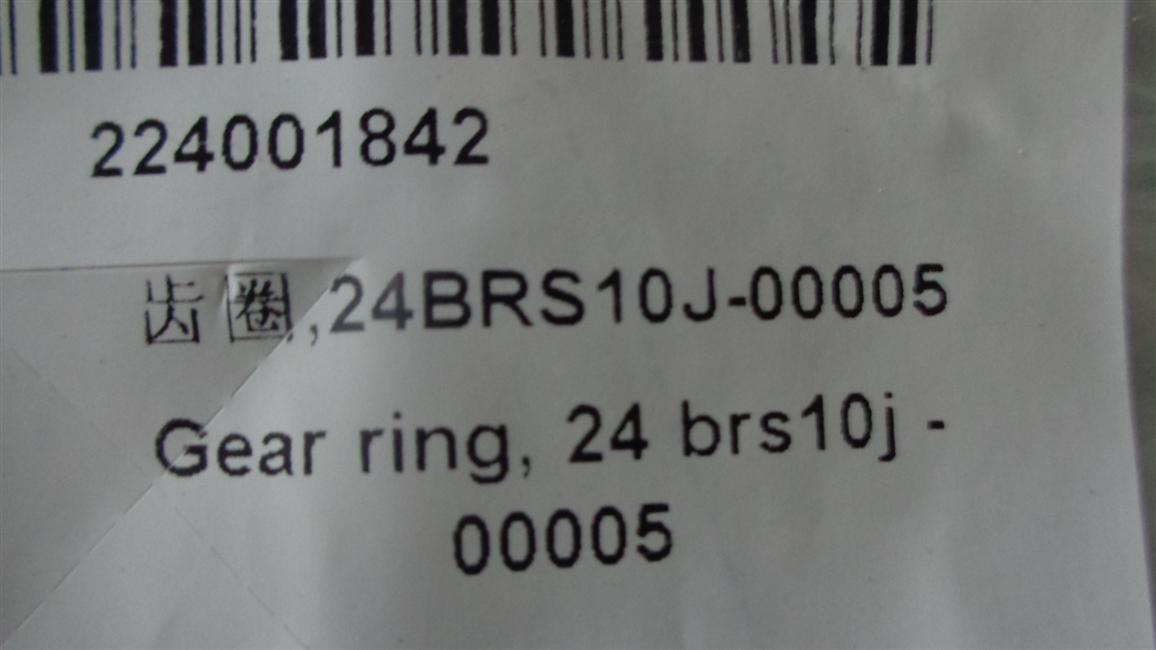 224001842
齿圈,24BRS10J-00005
Gear ring, 24 brs10j -
00005